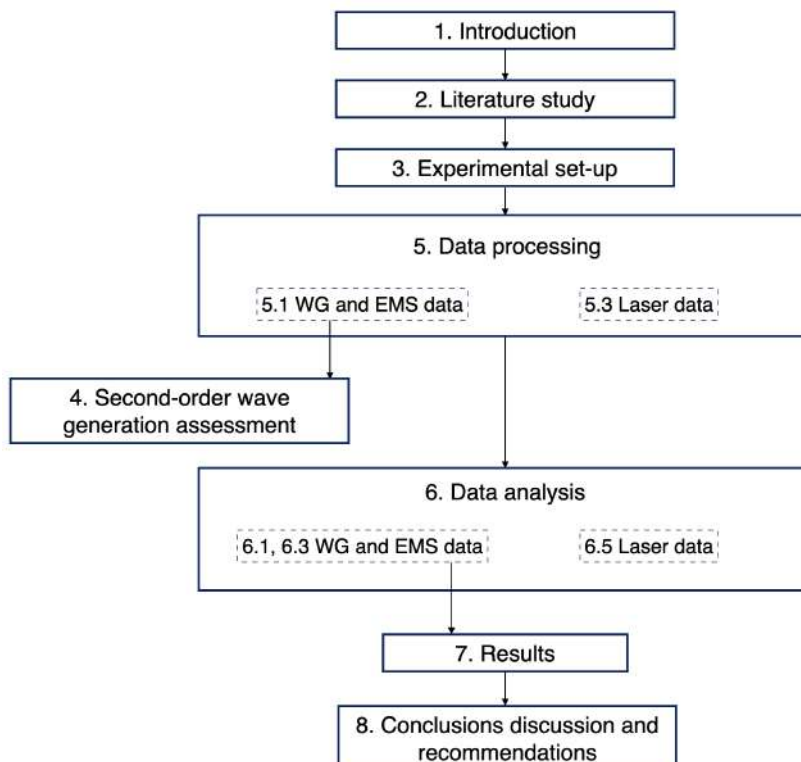 1. Introduction
2. Literature study
3. Experimental set-up
5. Data processing
5.1 WG and EMS data
5.3 Laser data
4. Second-order wave
generation assessment
6. Data analysis
6.1, 6.3 WG and EMS data
6.5 Laser data
7. Results
8. Conclusions discussion and
recommendations